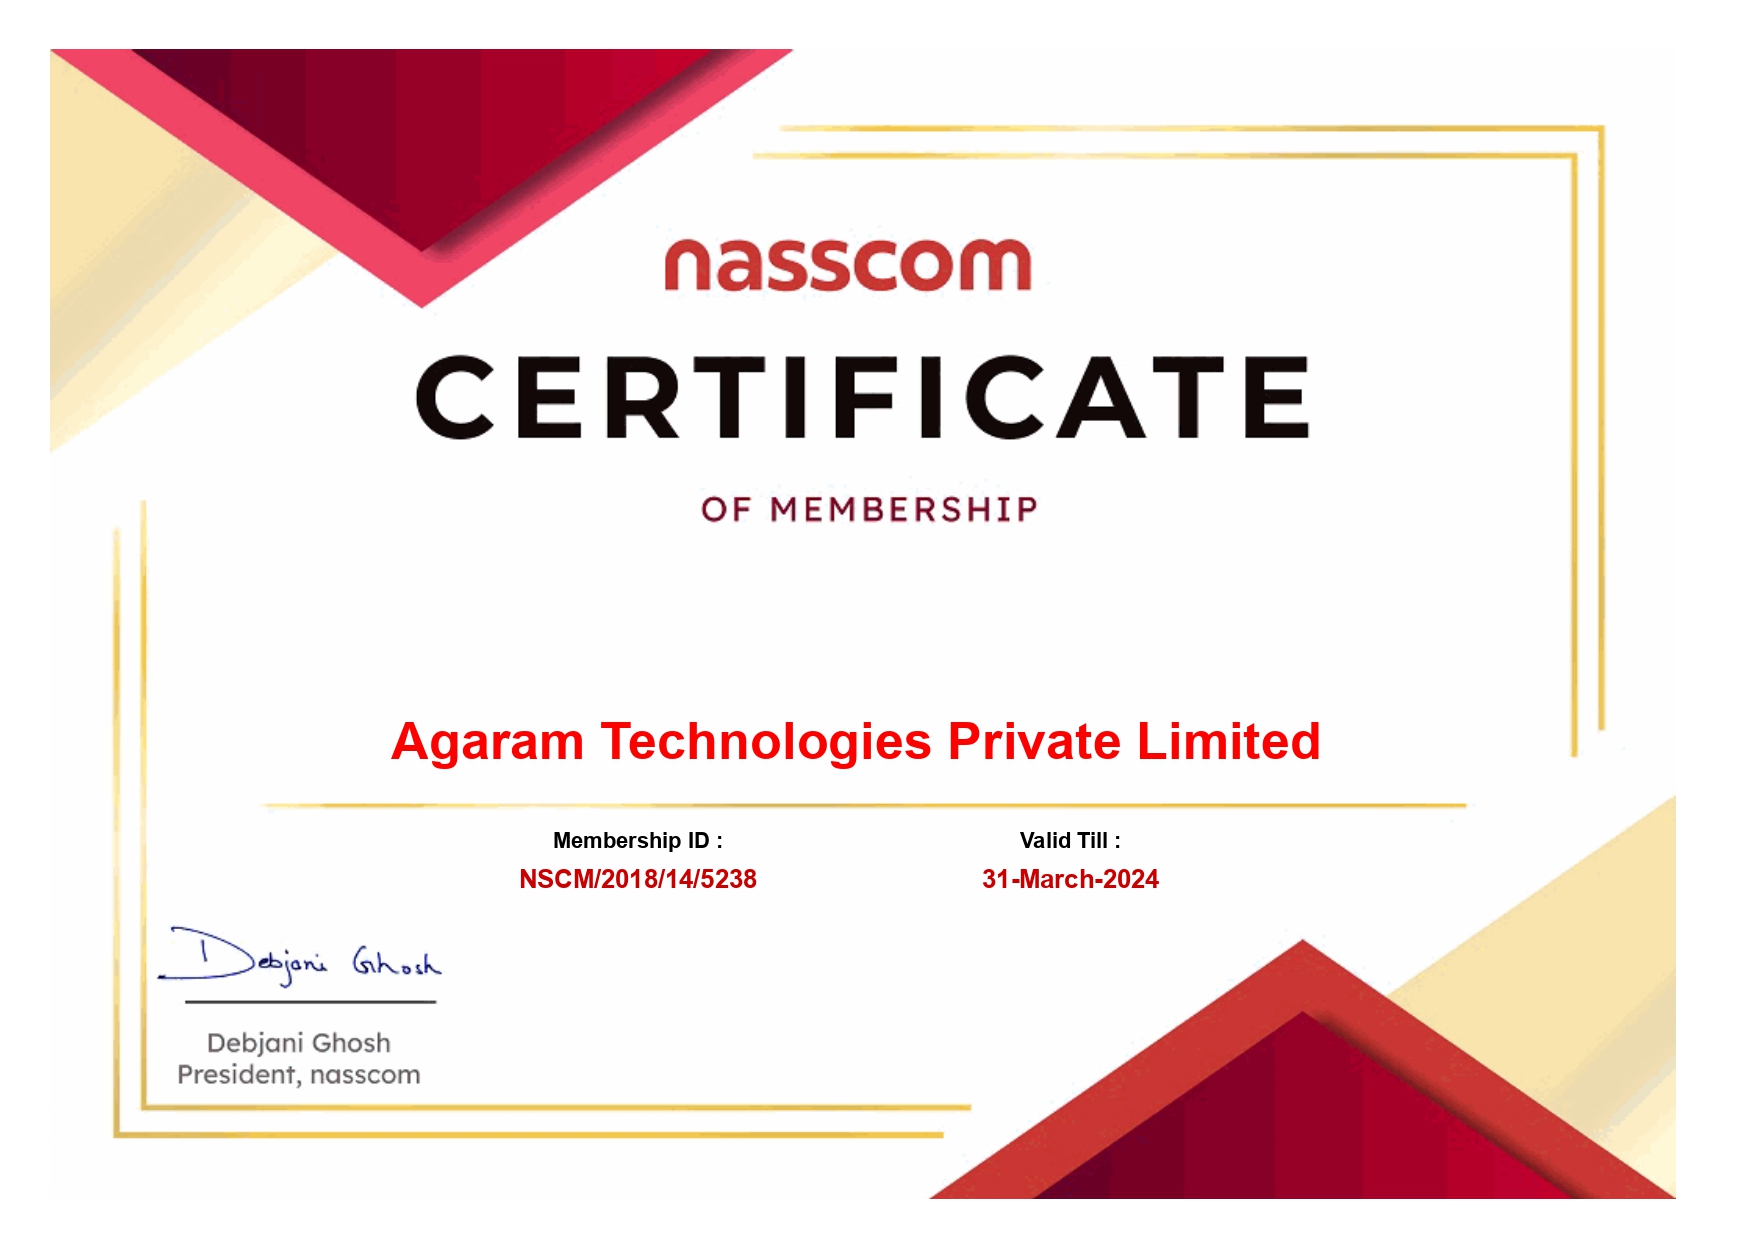 nasscom
CERTIFICATE
OF MEMBERSHIP
Agaram Technologies Private Limited
Membership ID :
NSCM/2018/14/5238
Valid Till :
31-March-2024
Debjani Ghosh
Debjani Ghosh
President, nasscom